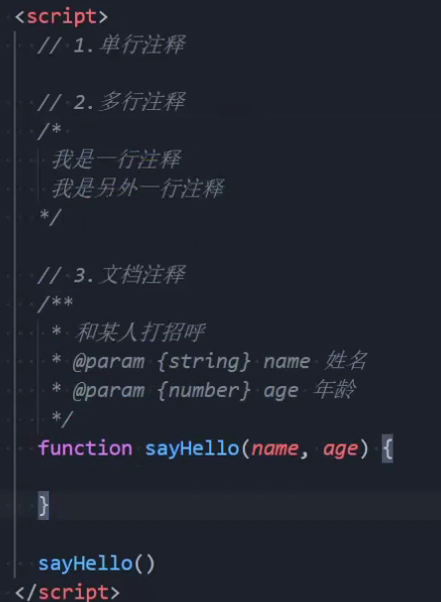 <script>
// 1.单行注释
// 2.多行注释
/*
我是一行注释
我是另外一行注释
*/
// 3.文档注释
/**
* 和某人打招呼
* @param {string} name 姓名
* @param {number} age 年龄
*/
function sayHello(name, age) {
}
sayHello()
</script>